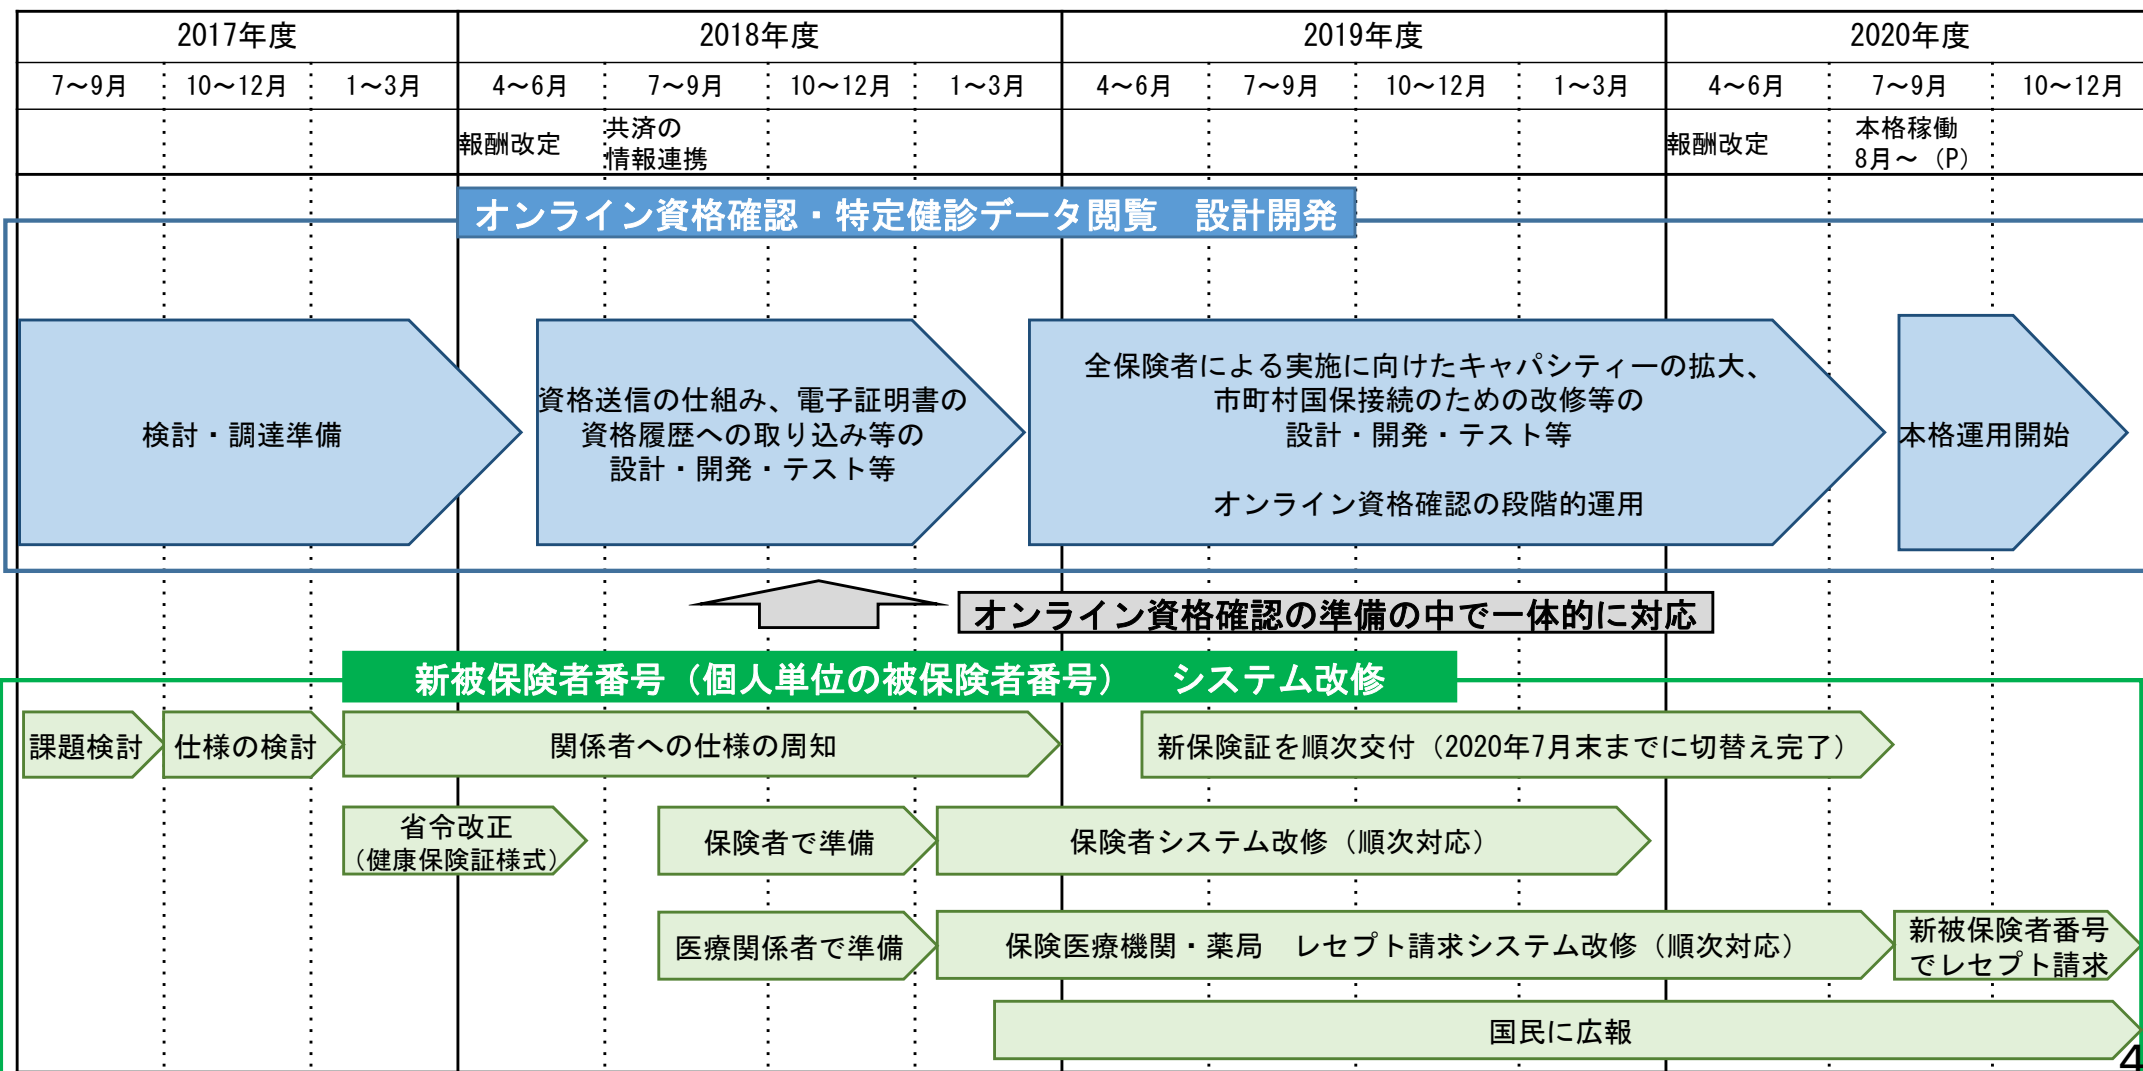 2017年度
2018年度
2019年度
2020年度
7～9月
10～12月
1～3月
4～6月
7～9月
10～12月
1～3月
4～6月
7～9月
10～12月
1～3月
4～6月
7～9月
10～12月
報酬改定
共済の
情報連携
報酬改定
本格稼働
8月～（P）
オンライン資格確認・特定健診データ閲覧　設計開発
検討・調達準備
資格送信の仕組み、電子証明書の
資格履歴への取り込み等の
設計・開発・テスト等
全保険者による実施に向けたキャパシティーの拡大、
市町村国保接続のための改修等の
設計・開発・テスト等
オンライン資格確認の段階的運用
本格運用開始
オンライン資格確認の準備の中で一体的に対応
新被保険者番号（個人単位の被保険者番号）　システム改修
課題検討
仕様の検討
関係者への仕様の周知
新保険証を順次交付（2020年7月末までに切替え完了）
省令改正
（健康保険証様式）
保険者で準備
保険者システム改修（順次対応）
医療関係者で準備
保険医療機関・薬局　レセプト請求システム改修（順次対応）
新被保険者番号
でレセプト請求
国民に広報
4